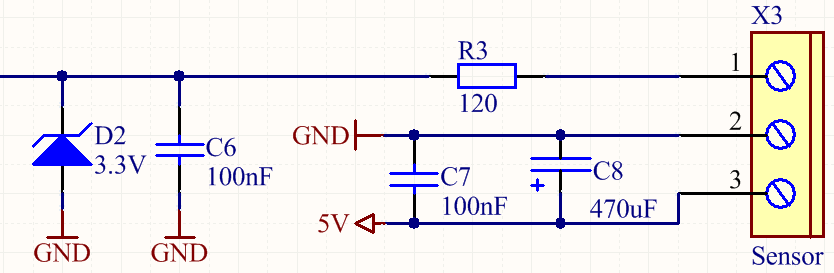 X3
R3
1
120
D2
3.3V
C6
100nF
GND
2
C7
100nF
C8
470uF
3
5V
GND
GND
Sensor